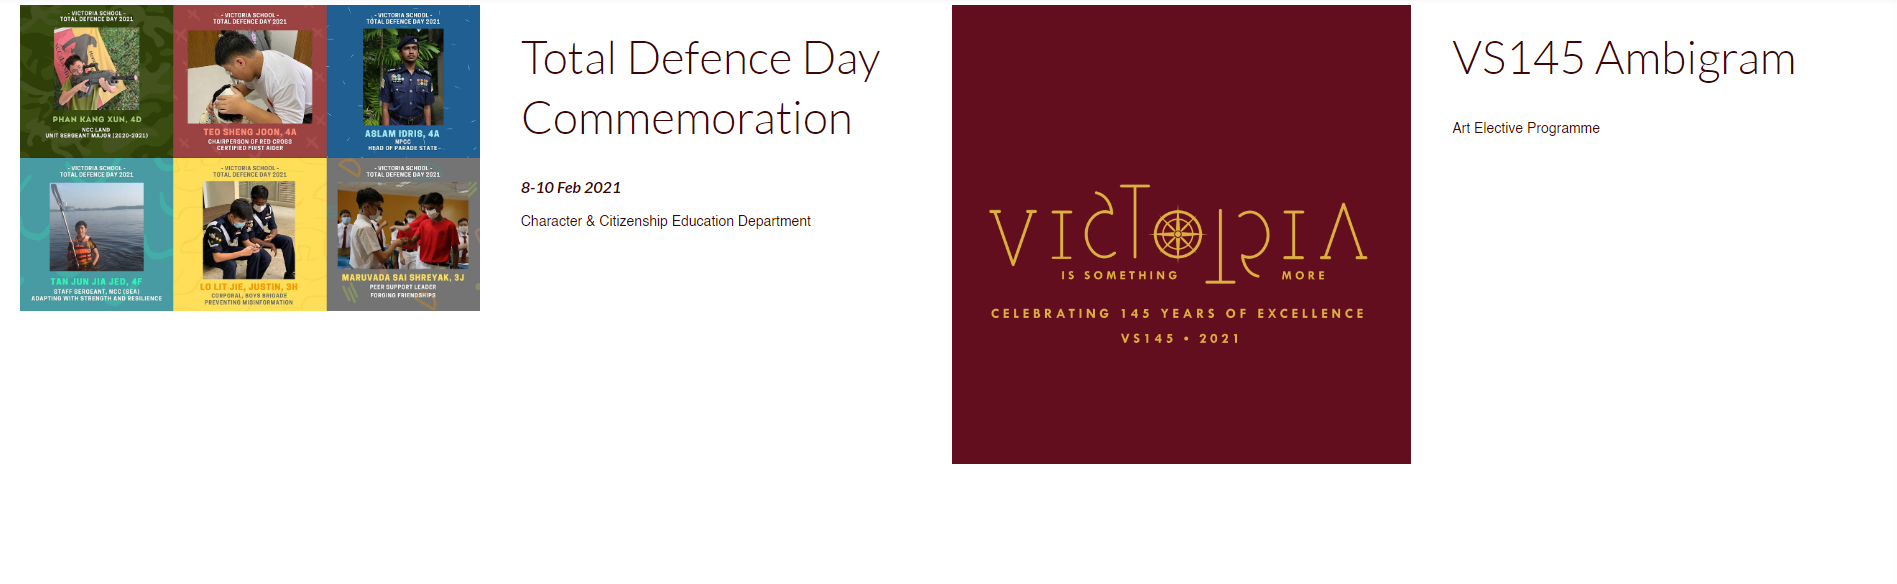 - VICTORIA SCHOOL -
TOTAL DEFENCE DAY 2021
PHAN KANG XUN, 4D
NCC LAND
UNIT SERGEANT MAJOR (2020-2021)
- VICTORIA SCHOOL -
TOTAL DEFENCE DAY 2021
TEO SHENG JOON, 4A
CHAIRPERSON OF RED CROSS
CERTIFIED FIRST AIDER
- VICTORIA SCHOOL -
TOTAL DEFENCE DAY 2021
ASLAM IDRIS, 4A
NPCC
HEAD OF PARADE STATE -
- VICTORIA SCHOOL -
TOTAL DEFENCE DAY 2021
TAN JUN JIA JED, 4F
STAFF SERGEANT, NCC (SEA)
ADAPTING WITH STRENGTH AND RESILIENCE
- VICTORIA SCHOOL -
TOTAL DEFENCE DAY 2021
LO LIT JIE, JUSTIN, 3H
CORPORAL, BOYS BRIGADE
PREVENTING MISINFORMATION
- VICTORIA SCHOOL -
TOTAL DEFENCE DAY 2021
MARUVADA SAI SHREYAK, 3J
PEER SUPPORT LEADER
FORGING FRIENDSHIPS
Total Defence Day
Commemoration
8-10 Feb 2021
Character & Citizenship Education Department
VICTORIA
IS SOMETHING MORE
CELEBRATING 145 YEARS OF EXCELLENCE
VS145 • 2021
VS145 Ambigram
Art Elective Programme